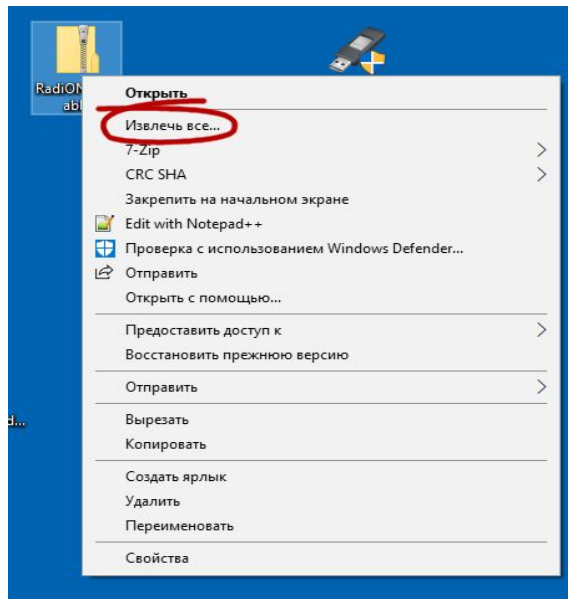 RadiON
abl
Открыть
Извлечь все...
7-Zip
CRC SHA
Закрепить на начальном экране
Edit with Notepad++
Проверка с использованием Windows Defender...
Отправить
Открыть с помощью...
Предоставить доступ к
Восстановить прежнюю версию
Отправить
d...
Вырезать
Копировать
Создать ярлык
Удалить
Переименовать
Свойства